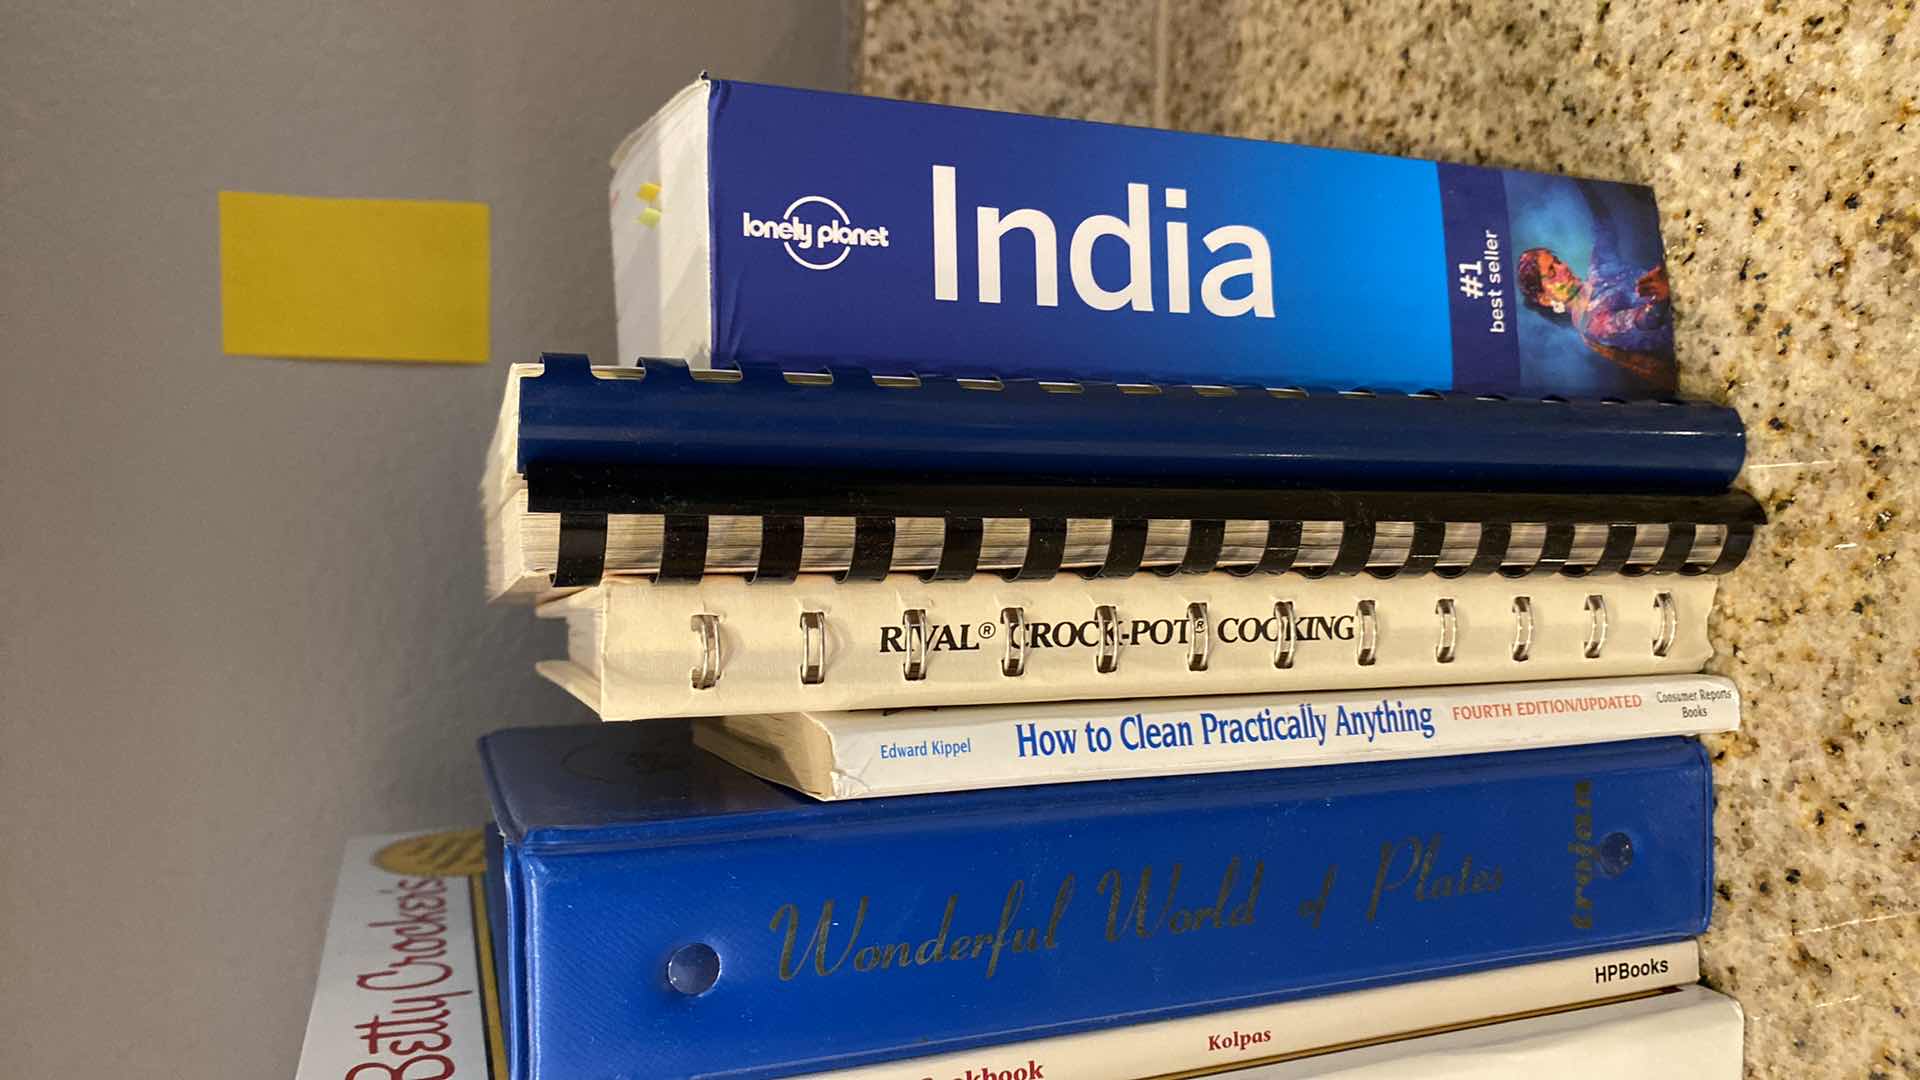 lonely planet
India
#1
best seller
RIVAL® CROCK-POT® COOKING
Edward Kippel
How to Clean Practically Anything
FOURTH EDITION/UPDATED
Consumer Reports
Books
Wonderful World of Plates
trojan
Kolpas
HPBooks
Betty Crocker's